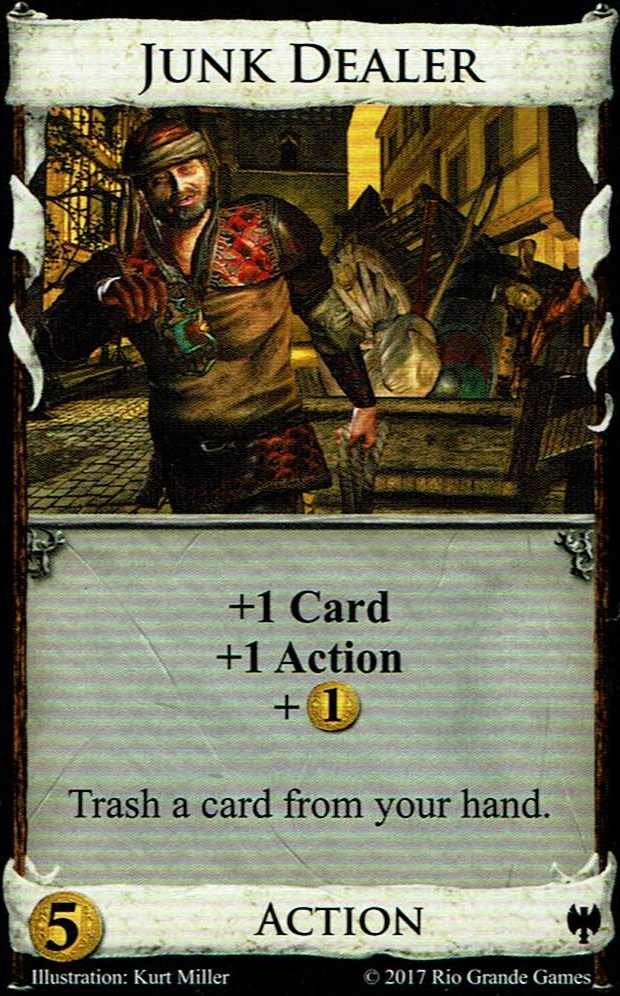 JUNK DEALER
+1 Card
+1 Action
+ 1
Trash a card from your hand.
5
ACTION
Illustration: Kurt Miller
© 2017 Rio Grande Games